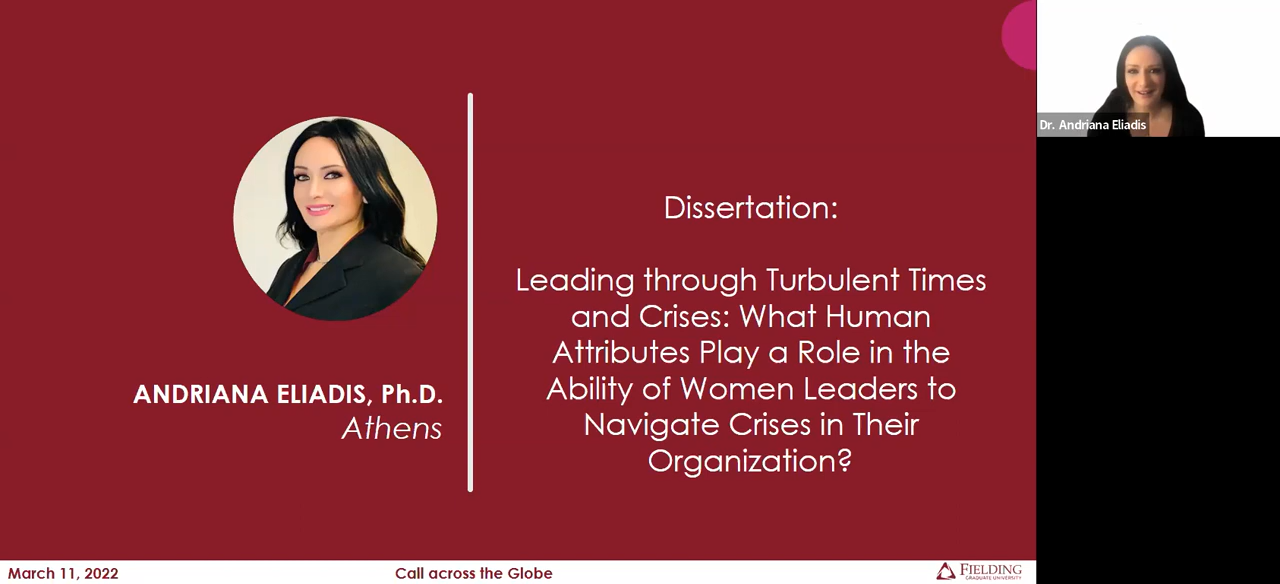 Dissertation:
Leading through Turbulent Times
and Crises: What Human
Attributes Play a Role in the
Ability of Women Leaders to
Navigate Crises in Their
Organization?
ANDRIANA ELIADIS, Ph.D.
Athens
Dr. Andriana Eliadis
March 11, 2022
Call across the Globe
FIELDING
GRADUATE UNIVERSITY